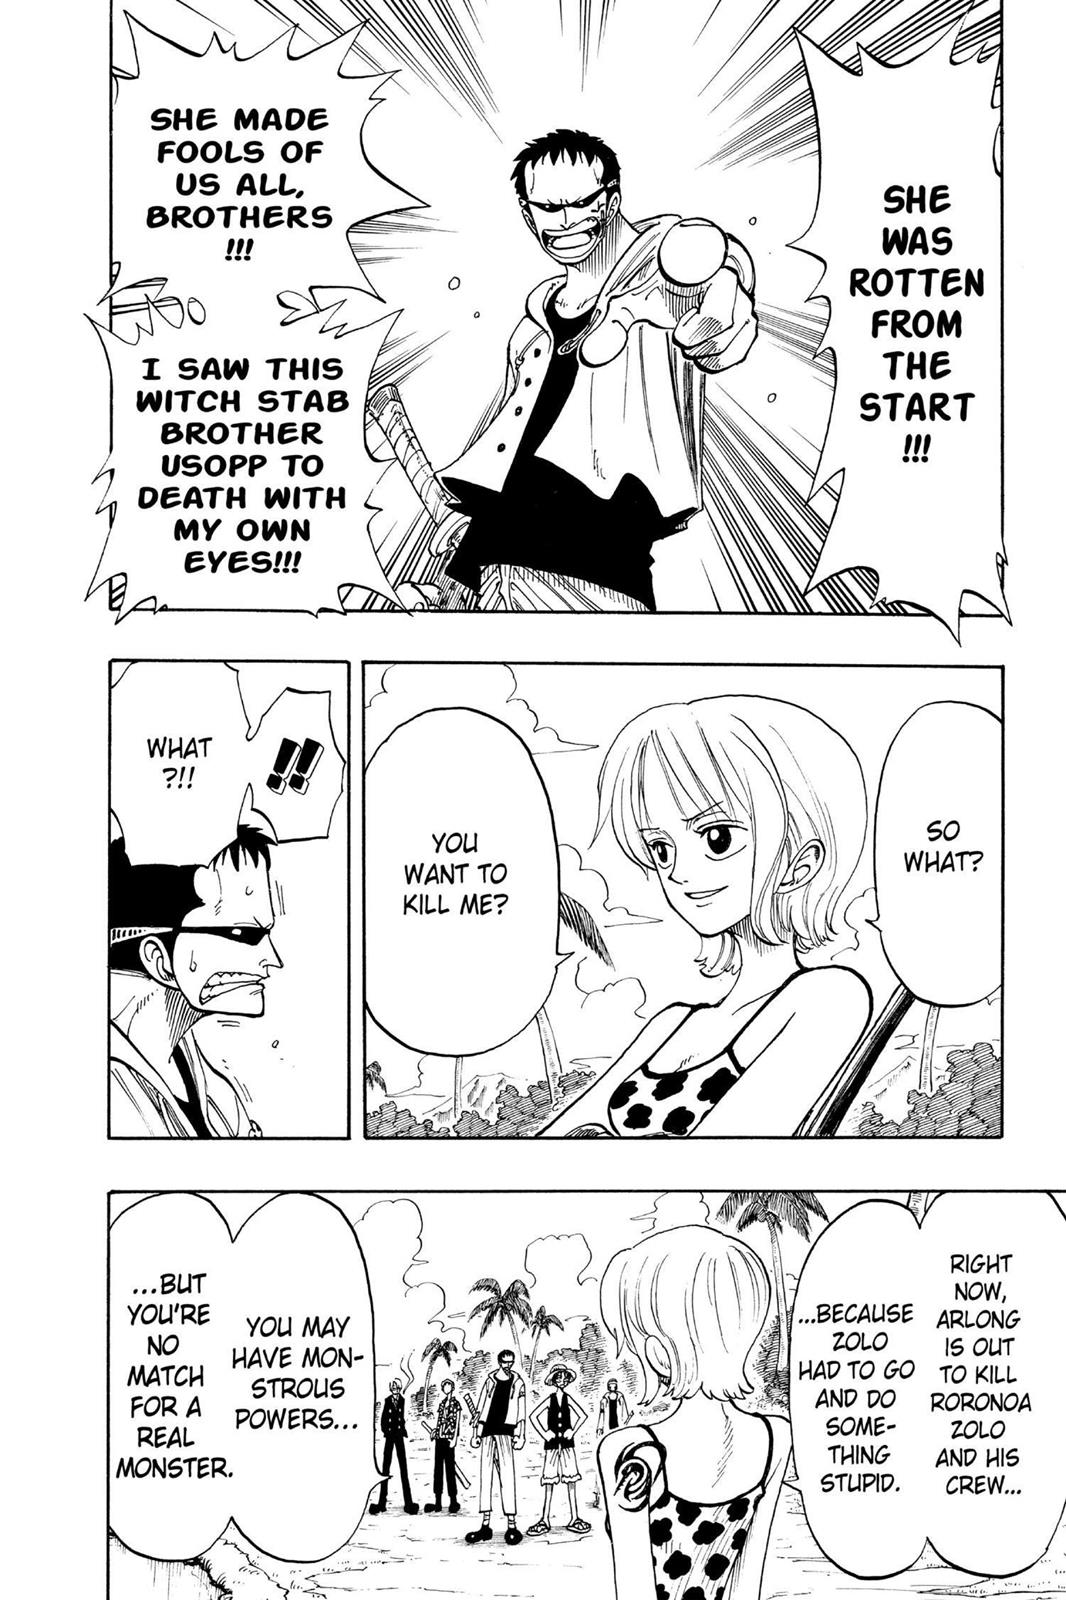 SHE
WAS
ROTTEN
FROM
THE
START
!!!
SHE MADE
FOOLS OF
US ALL,
BROTHERS
!!!
I SAW THIS
WITCH STAB
BROTHER
USOPP TO
DEATH WITH
MY OWN
EYES!!!
SO
WHAT?
YOU
WANT TO
KILL ME?
!!
WHAT
?!!
RIGHT
NOW,
ARLONG
IS OUT
TO KILL
RORONOA
ZOLO
AND HIS
CREW...
...BECAUSE
ZOLO
HAD TO GO
AND DO
SOME-
THING
STUPID.
YOU MAY
HAVE MON-
STROUS
POWERS...
...BUT
YOU'RE
NO
MATCH
FOR A
REAL
MONSTER.